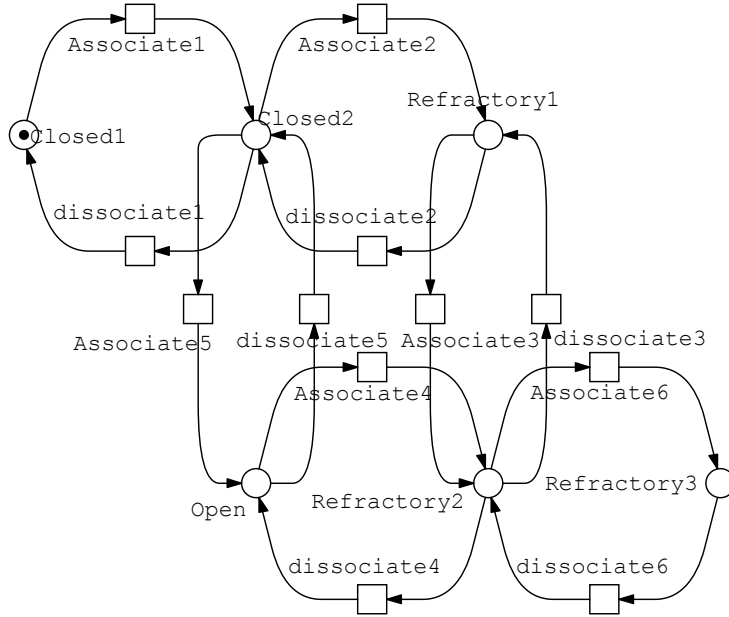 Associate1
Associate2
Refractory1
Closed2
Closed1
dissociate1
dissociate2
Associate5
dissociate5
Associate3
dissociate3
Associate4
Associate6
Refractory3
Refractory2
Open
dissociate4
dissociate6